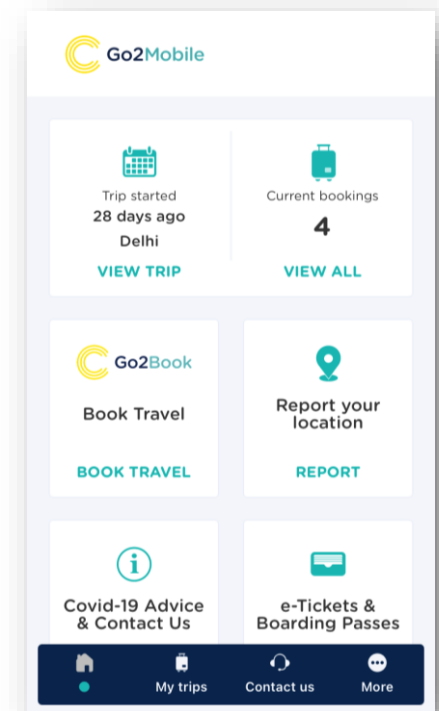 Go2Mobile
Trip started
28 days ago
Delhi
VIEW TRIP
Current bookings
4
VIEW ALL
Go2Book
Book Travel
BOOK TRAVEL
Report your
location
REPORT
Covid-19 Advice
& Contact Us
e-Tickets &
Boarding Passes
My trips
Contact us
More